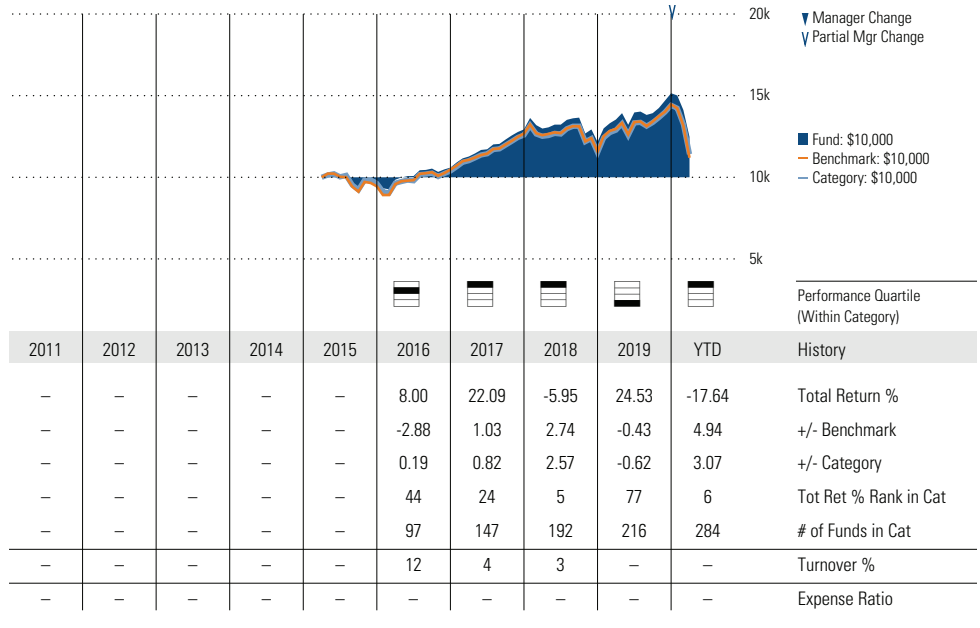 20k
Manager Change
Partial Mgr Change
15k
Fund: $10,000
Benchmark: $10,000
Category: $10,000
10k
5k
Performance Quartile
(Within Category)
2011 2012 2013 2014 2015 2016 2017 2018 2019 YTD History
– – – – – 8.00 22.09 -5.95 24.53 -17.64 Total Return %
– – – – – -2.88 1.03 2.74 -0.43 4.94 +/- Benchmark
– – – – – 0.19 0.82 2.57 -0.62 3.07 +/- Category
– – – – – 44 24 5 77 6 Tot Ret % Rank in Cat
– – – – – 97 147 192 216 284 # of Funds in Cat
– – – – – 12 4 3 – – Turnover %
– – – – – – – – – – Expense Ratio